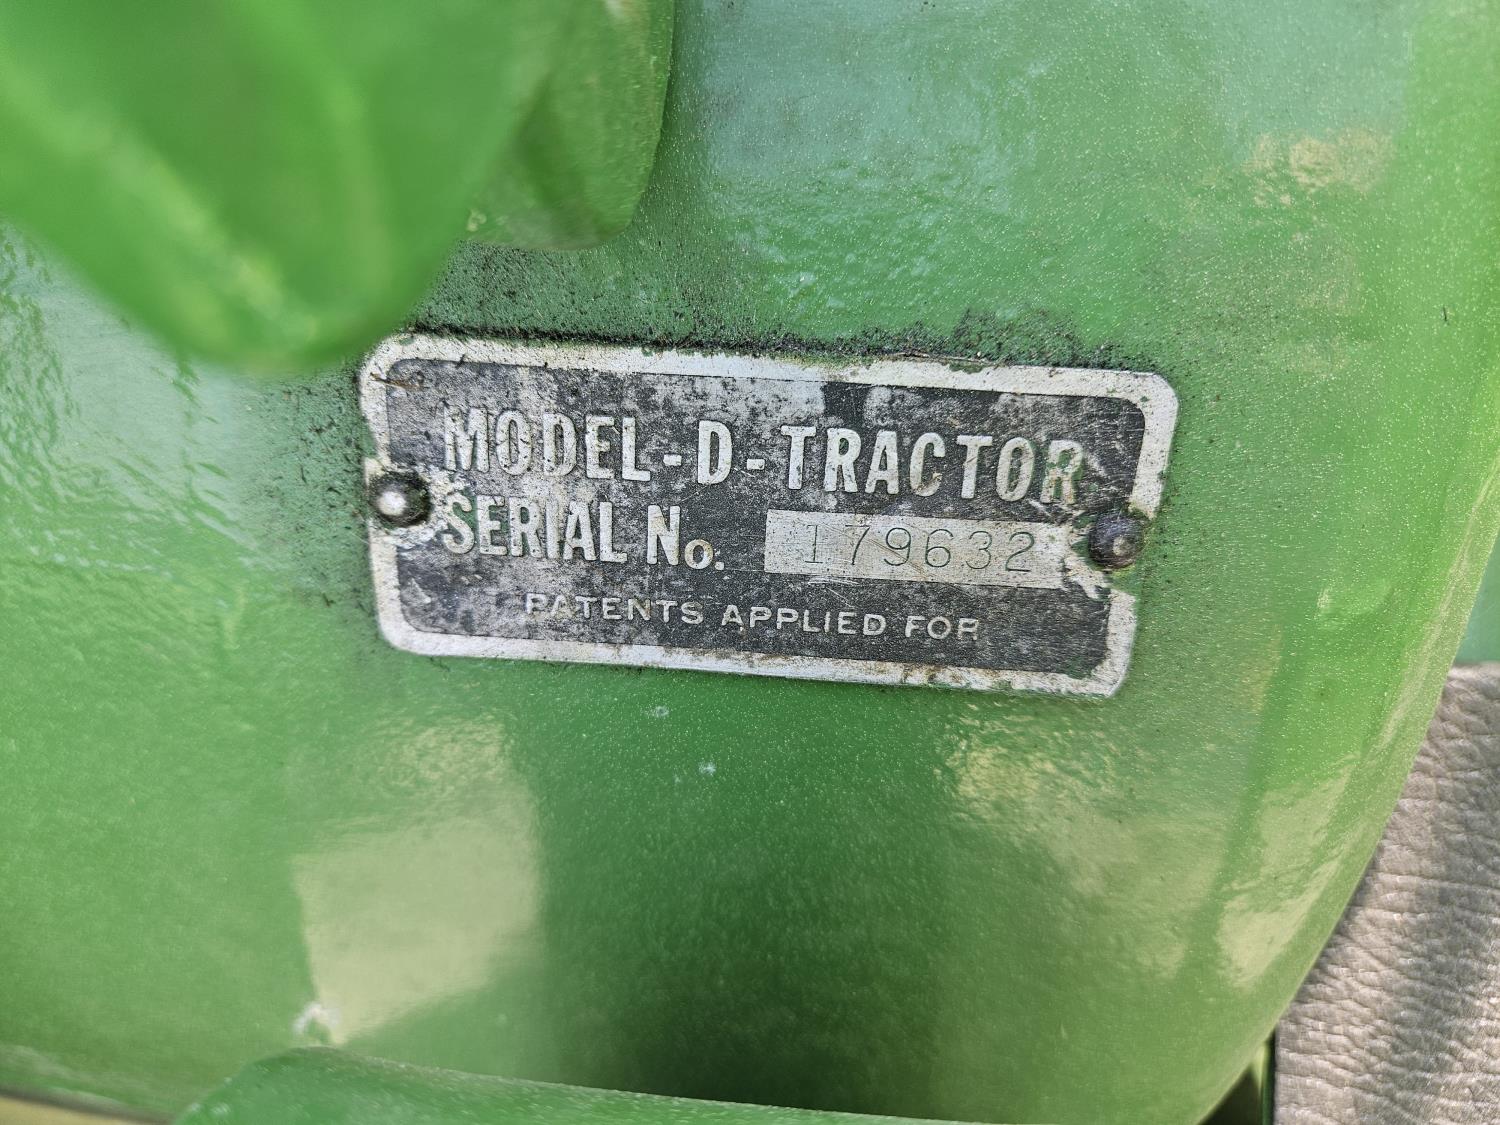 MODEL-D-TRACTOR
SERIAL No. 179632
PATENTS APPLIED FOR